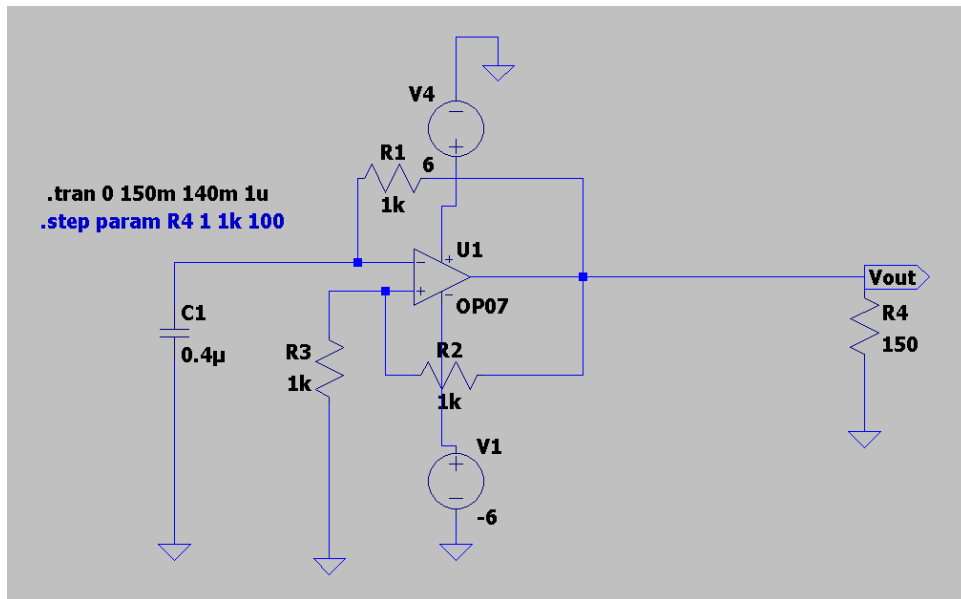 V4
R1
6
1k
.tran 0 150m 140m 1u
.step param R4 1 1k 100
U1
OP07
Vout
C1
0.4µ
R3
1k
R2
1k
R4
150
V1
-6